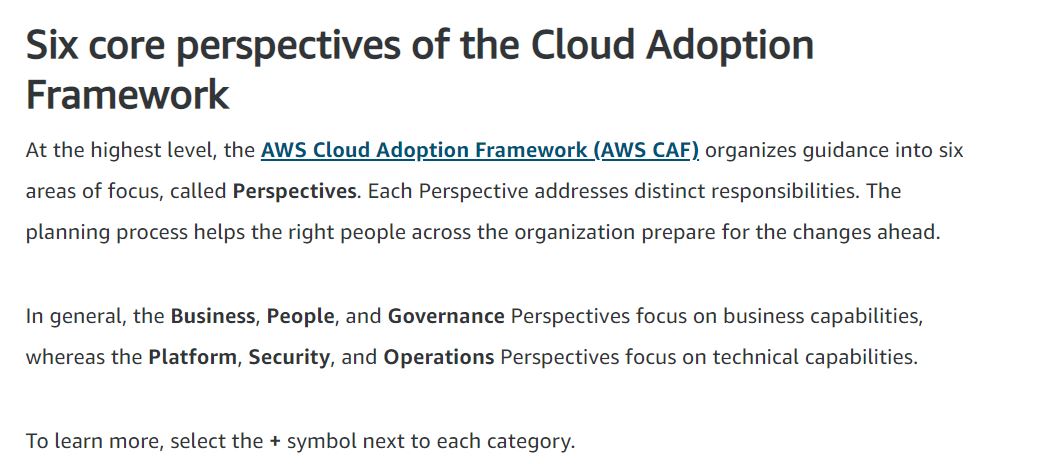 Six core perspectives of the Cloud Adoption
Framework
At the highest level, the AWS Cloud Adoption Framework (AWS CAF) organizes guidance into six
areas of focus, called Perspectives. Each Perspective addresses distinct responsibilities. The
planning process helps the right people across the organization prepare for the changes ahead.
In general, the Business, People, and Governance Perspectives focus on business capabilities,
whereas the Platform, Security, and Operations Perspectives focus on technical capabilities.
To learn more, select the + symbol next to each category.